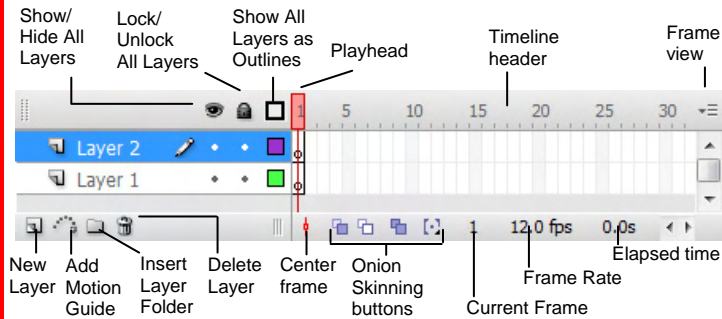 Show/
Hide All
Layers
Lock/
Unlock
All Layers
Show All
Layers as
Outlines
Playhead
Timeline
header
Frame
view
1 5 10 15 20 25 30
Layer 2
Layer 1
1 12.0 fps 0.0s
New
Layer
Add
Motion
Guide
Insert
Layer
Folder
Delete
Layer
Center
frame
Onion
Skinning
buttons
Current Frame
Frame Rate
Elapsed time